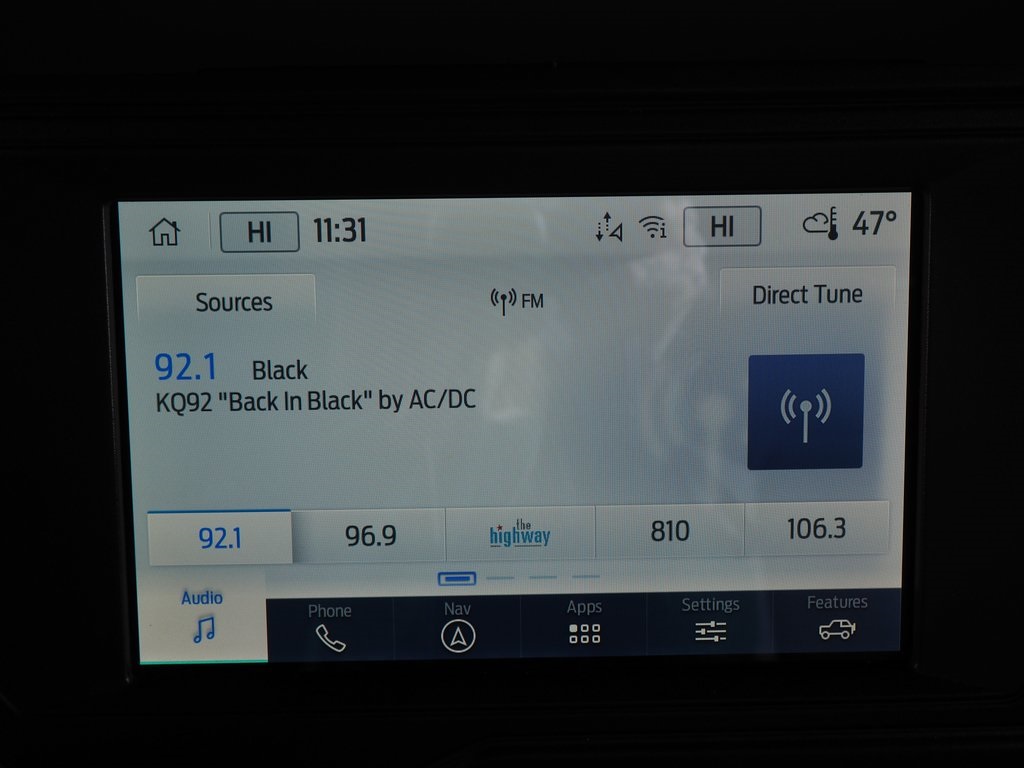 HI 11:31 HI 47°
Sources FM Direct Tune
92.1 Black
KQ92 "Back In Black" by AC/DC
92.1 96.9 the highway 810 106.3
Audio Phone Nav Apps Settings Features